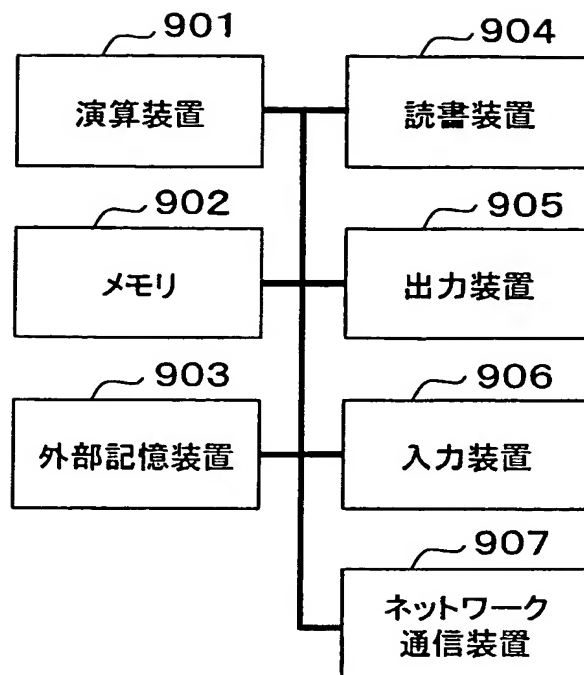 901
演算装置
902
メモリ
903
外部記憶装置
904
読書装置
905
出力装置
906
入力装置
907
ネットワーク
通信装置